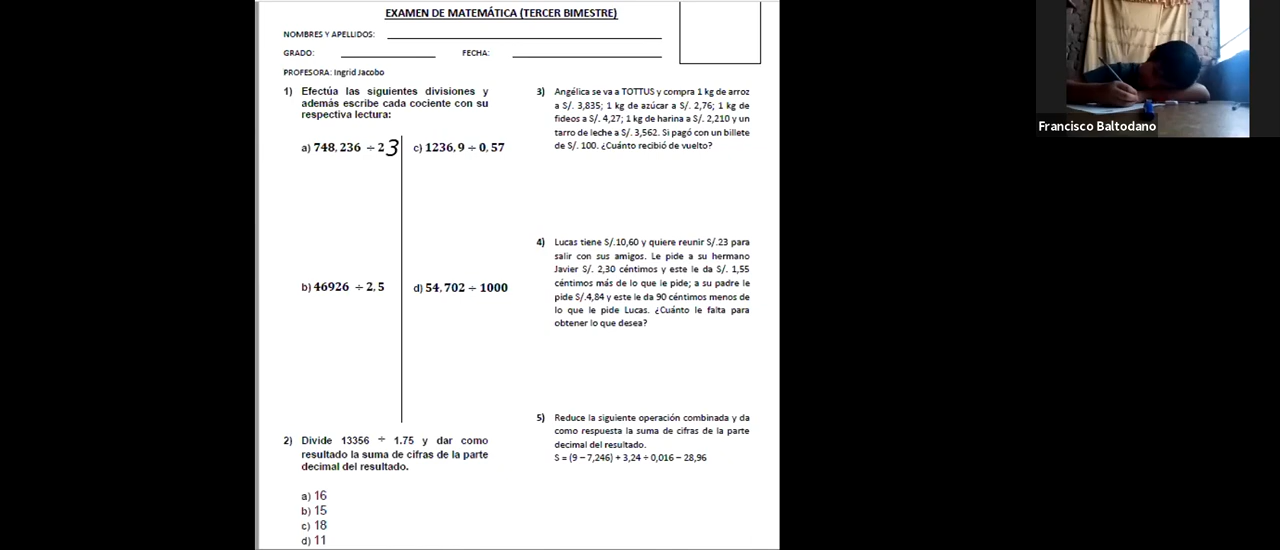 EXAMEN DE MATEMÁTICA (TERCER BIMESTRE)
NOMBRES Y APELLIDOS:
GRADO: FECHA:
PROFESORA: Ingrid Jacobo
1) Efectúa las siguientes divisiones y
además escribe cada cociente con su
respectiva lectura:
a) 748,236 ÷ 23
c) 1236,9 ÷ 0,57
b) 46926 ÷ 2,5
d) 54,702 ÷ 1000
2) Divide 13356 ÷ 1.75 y dar como
resultado la suma de cifras de la parte
decimal del resultado.
a) 16
b) 15
c) 18
d) 11
3) Angélica se va a TOTTUS y compra 1 kg de arroz
a S/. 3,835; 1 kg de azúcar a S/. 2,76; 1 kg de
fideos a S/. 4,27; 1 kg de harina a S/. 2,210 y un
tarro de leche a S/. 3,562. Si pagó con un billete
de S/. 100. ¿Cuánto recibió de vuelto?
4) Lucas tiene S/.10,60 y quiere reunir S/.23 para
salir con sus amigos. Le pide a su hermano
Javier S/. 2,30 céntimos y este le da S/. 1,55
céntimos más de lo que le pide; a su padre le
pide S/.4,84 y este le da 90 céntimos menos de
lo que le pide Lucas. ¿Cuánto le falta para
obtener lo que desea?
5) Reduce la siguiente operación combinada y da
como respuesta la suma de cifras de la parte
decimal del resultado.
S = (9 – 7,246) + 3,24 ÷ 0,016 – 28,96
Francisco Baltodano